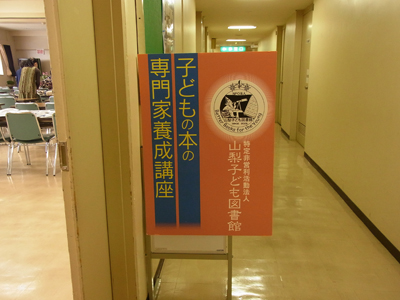 子どもの本の
専門家養成講座
特定非営利活動法人
山梨子ども図書館